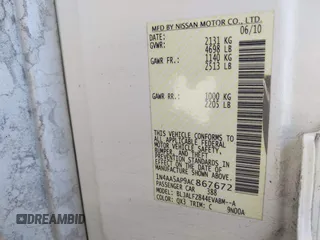 MFD BY NISSAN MOTOR CO., LTD.
DATE: 06/10
GVWR: 2131 KG
4698 LB
GAWR FR.: 1140 KG
2513 LB
GAWR RR.: 1000 KG
2205 LB
THIS VEHICLE CONFORMS TO
ALL APPLICABLE FEDERAL
MOTOR VEHICLE SAFETY,
BUMPER, AND THEFT
PREVENTION STANDARDS
IN EFFECT ON THE DATE OF
MANUFACTURE SHOWN ABOVE.
1N4AA5AP9AC867672
PASSENGER CAR 388
MODEL: BLJALFZ844EVABM--A
COLOR: QX3 TRIM: C 9N00A
© AUTOBIDMASTER